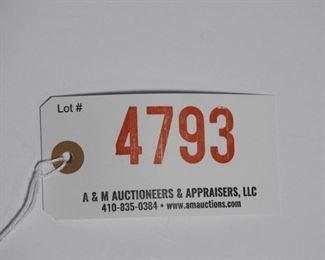 Lot #
4793
A & M AUCTIONEERS & APPRAISERS, LLC
410-835-0384 • www.amauctions.com